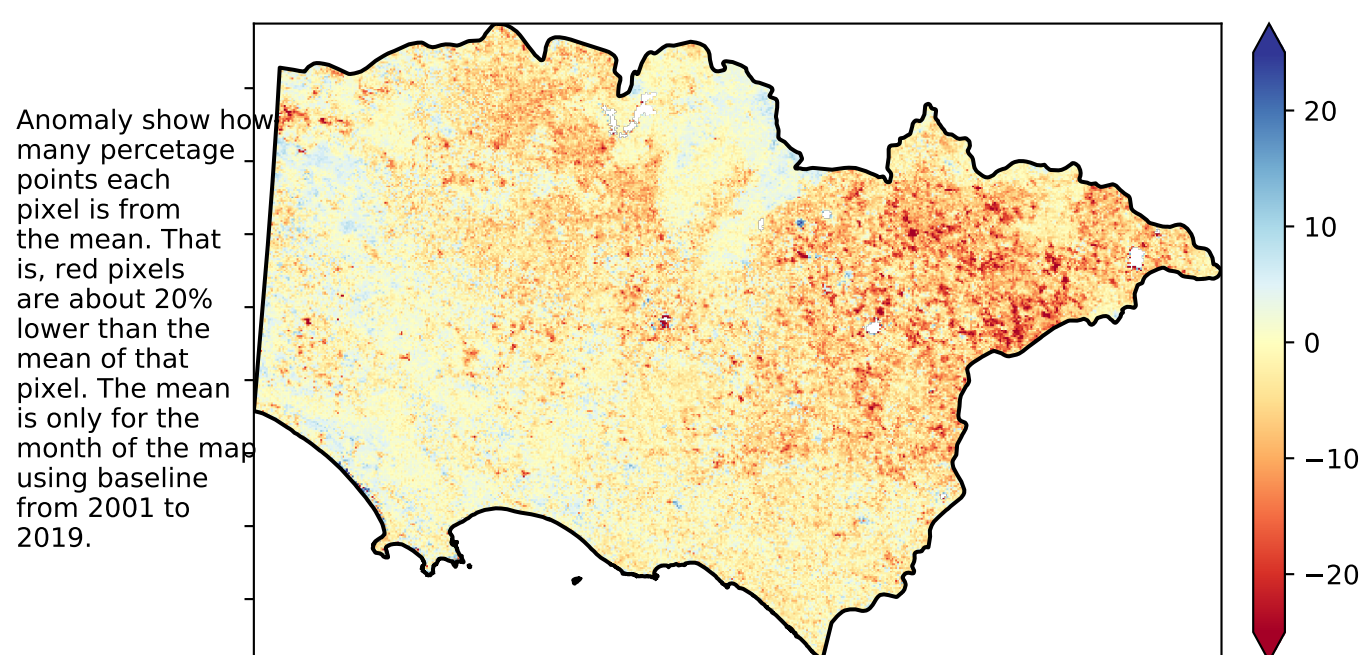 Anomaly show how
many percetage
points each
pixel is from
the mean. That
is, red pixels
are about 20%
lower than the
mean of that
pixel. The mean
is only for the
month of the map
using baseline
from 2001 to
2019.
20
10
0
−10
−20